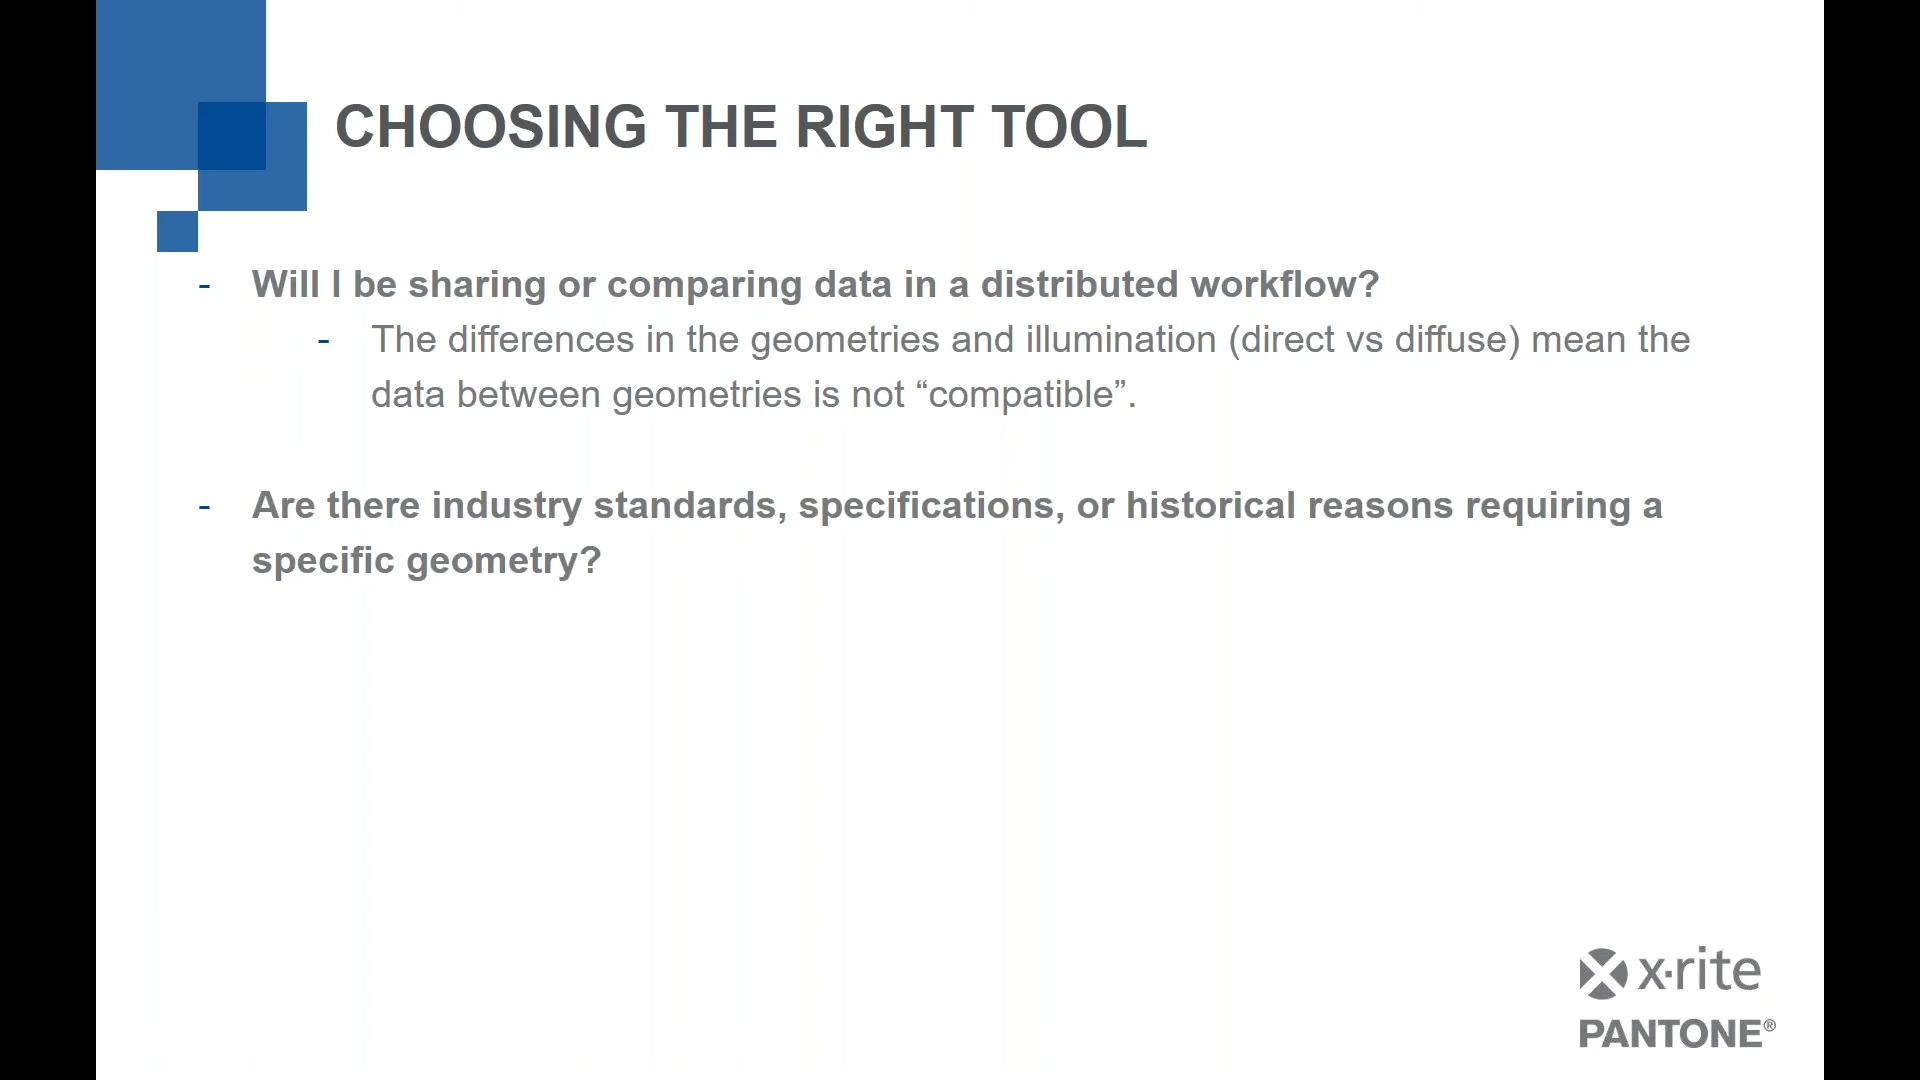 CHOOSING THE RIGHT TOOL
- Will I be sharing or comparing data in a distributed workflow?
- The differences in the geometries and illumination (direct vs diffuse) mean the
data between geometries is not “compatible”.
- Are there industry standards, specifications, or historical reasons requiring a
specific geometry?
x·rite
PANTONE®